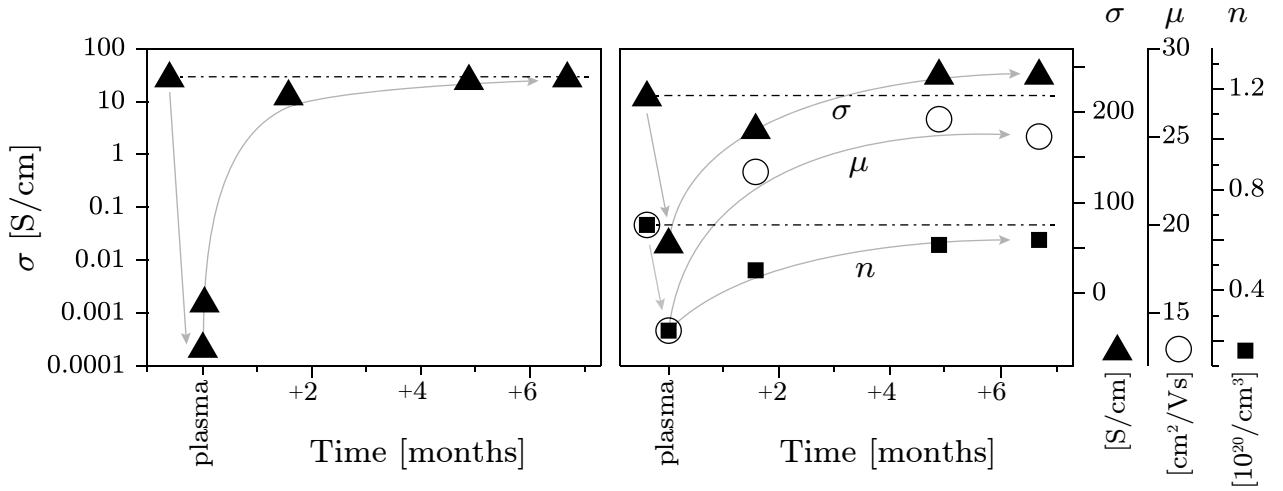 σ μ n
100
10
1
0.1
0.01
0.001
0.0001
σ [S/cm]
plasma
+2
+4
+6
Time [months]
σ
μ
n
plasma
+2
+4
+6
Time [months]
200
100
0
[S/cm]
30
25
20
15
[cm²/Vs]
1.2
0.8
0.4
[10²⁰/cm³]